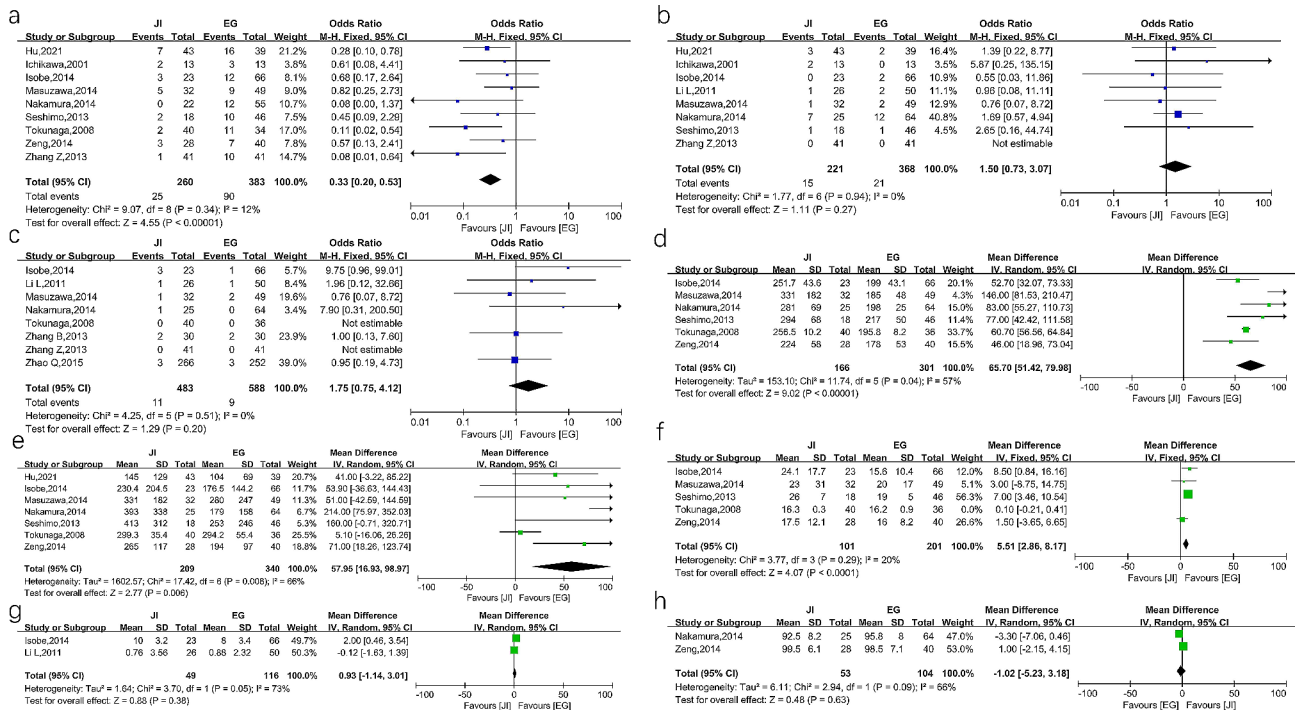 a
JI EG Odds Ratio Odds Ratio
Study or Subgroup Events Total Events Total Weight M-H, Fixed, 95% CI M-H, Fixed, 95% CI
Hu,2021 7 43 16 39 21.2% 0.28 [0.10, 0.78]
Ichikawa,2001 2 13 3 13 3.6% 0.61 [0.08, 4.41]
Isobe,2014 3 23 12 66 8.1% 0.68 [0.17, 2.64]
Masuzawa,2014 5 32 9 49 9.0% 0.82 [0.25, 2.73]
Nakamura,2014 0 22 12 55 10.7% 0.08 [0.00, 1.37]
Seshimo,2013 2 18 10 46 7.4% 0.45 [0.09, 2.29]
Tokunaga,2008 2 40 11 34 17.0% 0.11 [0.02, 0.54]
Zeng,2014 3 28 7 40 8.2% 0.57 [0.13, 2.41]
Zhang Z,2013 1 41 10 41 14.7% 0.08 [0.01, 0.64]
Total (95% CI) 260 383 100.0% 0.33 [0.20, 0.53]
Total events 25 90
Heterogeneity: Chi² = 9.07, df = 8 (P = 0.34); I² = 12%
Test for overall effect: Z = 4.55 (P < 0.00001)
0.01 0.1 1 10 100
Favours [JI] Favours [EG]
b
JI EG Odds Ratio Odds Ratio
Study or Subgroup Events Total Events Total Weight M-H, Fixed, 95% CI M-H, Fixed, 95% CI
Hu,2021 3 43 2 39 16.4% 1.39 [0.22, 8.77]
Ichikawa,2001 2 13 0 13 3.5% 5.87 [0.25, 135.15]
Isobe,2014 0 23 2 66 10.9% 0.55 [0.03, 11.86]
Li L,2011 1 26 2 50 11.1% 0.96 [0.08, 11.11]
Masuzawa,2014 1 32 2 49 12.9% 0.76 [0.07, 8.72]
Nakamura,2014 7 25 12 64 40.8% 1.69 [0.57, 4.94]
Seshimo,2013 1 18 1 46 4.5% 2.65 [0.16, 44.74]
Zhang Z,2013 0 41 0 41 Not estimable
Total (95% CI) 221 368 100.0% 1.50 [0.73, 3.07]
Total events 15 21
Heterogeneity: Chi² = 1.77, df = 6 (P = 0.94); I² = 0%
Test for overall effect: Z = 1.11 (P = 0.27)
0.01 0.1 1 10 100
Favours [JI] Favours [EG]
c
JI EG Odds Ratio Odds Ratio
Study or Subgroup Events Total Events Total Weight M-H, Fixed, 95% CI M-H, Fixed, 95% CI
Isobe,2014 3 23 1 66 5.7% 9.75 [0.96, 99.01]
Li L,2011 1 26 1 50 8.4% 1.96 [0.12, 32.66]
Masuzawa,2014 1 32 2 49 19.6% 0.76 [0.07, 8.72]
Nakamura,2014 1 25 0 64 3.4% 7.90 [0.31, 200.50]
Tokonaga,2008 0 40 0 36 Not estimable
Zhang B,2013 2 30 2 30 23.9% 1.00 [0.13, 7.60]
Zhang Z,2013 0 41 0 41 Not estimable
Zhao Q,2015 3 266 3 252 39.0% 0.95 [0.19, 4.73]
Total (95% CI) 483 588 100.0% 1.75 [0.75, 4.12]
Total events 11 9
Heterogeneity: Chi² = 4.25, df = 5 (P = 0.51); I² = 0%
Test for overall effect: Z = 1.29 (P = 0.20)
0.01 0.1 1 10 100
Favours [JI] Favours [EG]
d
JI EG Mean Difference Mean Difference
Study or Subgroup Mean SD Total Mean SD Total Weight IV, Random, 95% CI IV, Random, 95% CI
Isobe,2014 251.7 43.6 23 199 43.1 66 20.1% 52.70 [32.07, 73.33]
Masuzawa,2014 331 182 32 185 48 49 4.3% 146.00 [81.53, 210.47]
Nakamura,2014 281 69 25 198 25 64 14.3% 83.00 [55.27, 110.73]
Seshimo,2013 294 68 18 217 50 46 12.2% 77.00 [42.42, 111.58]
Tokunaga,2008 256.5 10.2 40 195.8 8.2 36 33.7% 60.70 [56.56, 64.84]
Zeng,2014 224 58 28 178 53 40 15.5% 46.00 [18.96, 73.04]
Total (95% CI) 166 301 100.0% 65.70 [51.42, 79.98]
Heterogeneity: Tau² = 153.10; Chi² = 11.74, df = 5 (P = 0.04); I² = 57%
Test for overall effect: Z = 9.02 (P < 0.00001)
-100 -50 0 50 100
Favours [JI] Favours [EG]
e
JI EG Mean Difference Mean Difference
Study or Subgroup Mean SD Total Mean SD Total Weight IV, Random, 95% CI IV, Random, 95% CI
Hu,2021 145 129 43 104 69 39 20.7% 41.00 [-3.22, 85.22]
Isobe,2014 230.4 204.5 23 176.5 144.2 66 11.7% 53.90 [-36.63, 144.43]
Masuzawa,2014 331 182 32 280 247 49 11.3% 51.00 [-42.59, 144.59]
Nakamura,2014 393 338 25 179 158 64 7.0% 214.00 [75.97, 352.03]
Seshimo,2013 413 312 18 253 246 46 5.6% 160.00 [-0.71, 320.71]
Tokunaga,2008 299.3 35.4 40 294.2 55.4 36 24.9% 5.10 [-16.06, 26.26]
Zeng,2014 265 117 28 194 97 40 18.8% 71.00 [18.26, 123.74]
Total (95% CI) 209 340 100.0% 57.95 [16.93, 98.97]
Heterogeneity: Tau² = 1602.57; Chi² = 17.42, df = 6 (P = 0.008); I² = 66%
Test for overall effect: Z = 2.77 (P = 0.006)
-100 -50 0 50 100
Favours [JI] Favours [EG]
f
JI EG Mean Difference Mean Difference
Study or Subgroup Mean SD Total Mean SD Total Weight IV, Random, 95% CI IV, Random, 95% CI
Isobe,2014 24.1 17.7 23 15.6 10.4 66 12.0% 8.50 [0.84, 16.16]
Masuzawa,2014 23 31 32 20 17 49 5.1% 3.00 [-8.75, 14.75]
Seshimo,2013 26 7 18 19 5 46 56.3% 7.00 [3.46, 10.54]
Tokunaga,2008 16.3 0.3 40 16.2 0.9 36 0.10 [-0.21, 0.41]
Zeng,2014 17.5 12.1 28 16 8.2 40 26.6% 1.50 [-3.65, 6.65]
Total (95% CI) 101 201 100.0% 5.51 [2.86, 8.17]
Heterogeneity: Chi² = 3.77, df = 3 (P = 0.29); I² = 20%
Test for overall effect: Z = 4.07 (P < 0.0001)
-100 -50 0 50 100
Favours [JI] Favours [EG]
g
JI EG Mean Difference Mean Difference
Study or Subgroup Mean SD Total Mean SD Total Weight IV, Random, 95% CI IV, Random, 95% CI
Isobe,2014 10 3.2 23 8 3.4 66 49.7% 2.00 [0.46, 3.54]
Li L,2011 0.76 3.56 26 0.88 2.32 50 50.3% -0.12 [-1.63, 1.39]
Total (95% CI) 49 116 100.0% 0.93 [-1.14, 3.01]
Heterogeneity: Tau² = 1.64; Chi² = 3.70, df = 1 (P = 0.05); I² = 73%
Test for overall effect: Z = 0.88 (P = 0.38)
-100 -50 0 50 100
Favours [JI] Favours [EG]
h
JI EG Mean Difference Mean Difference
Study or Subgroup Mean SD Total Mean SD Total Weight IV, Random, 95% CI IV, Random, 95% CI
Nakamura,2014 92.5 8.2 25 95.8 8 64 47.0% -3.30 [-7.06, 0.46]
Zeng,2014 99.5 6.1 28 98.5 7.1 40 53.0% 1.00 [-2.15, 4.15]
Total (95% CI) 53 104 100.0% -1.02 [-5.23, 3.18]
Heterogeneity: Tau² = 6.11; Chi² = 2.94, df = 1 (P = 0.09); I² = 66%
Test for overall effect: Z = 0.48 (P = 0.63)
-100 -50 0 50 100
Favours [EG] Favours [JI]